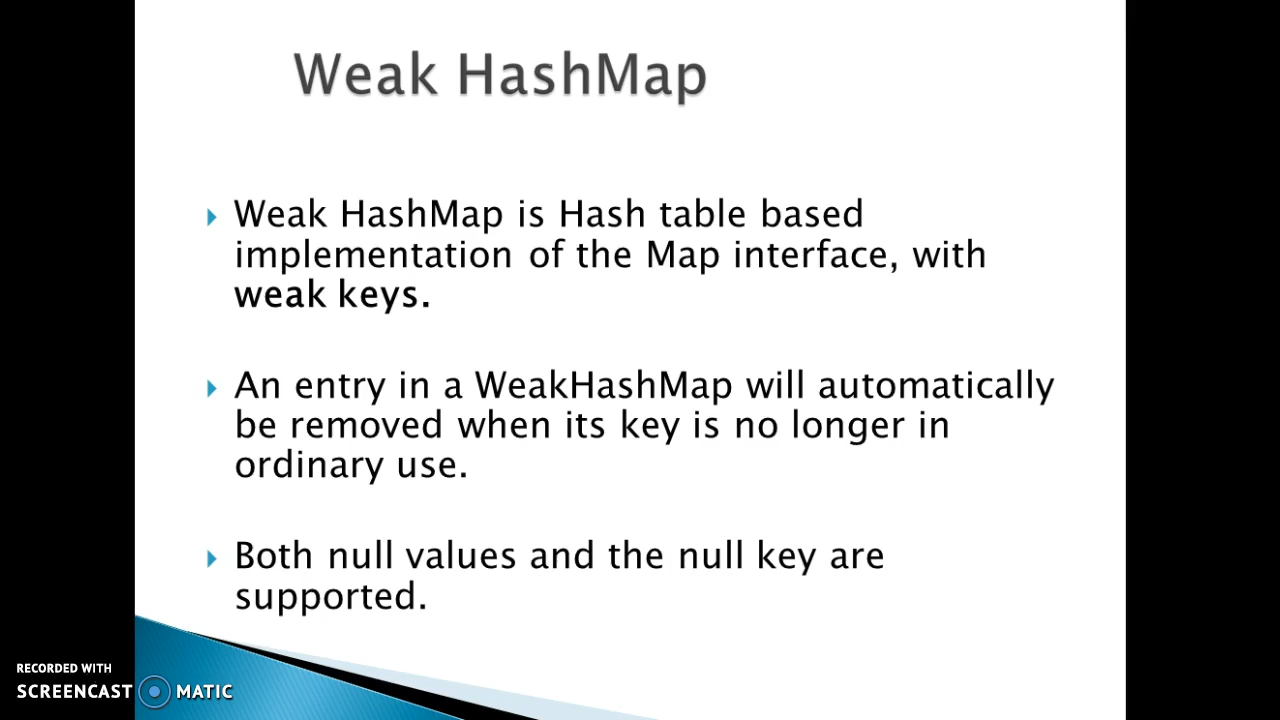 Weak HashMap
Weak HashMap is Hash table based
implementation of the Map interface, with
weak keys.
An entry in a WeakHashMap will automatically
be removed when its key is no longer in
ordinary use.
Both null values and the null key are
supported.
RECORDED WITH
SCREENCAST MATIC